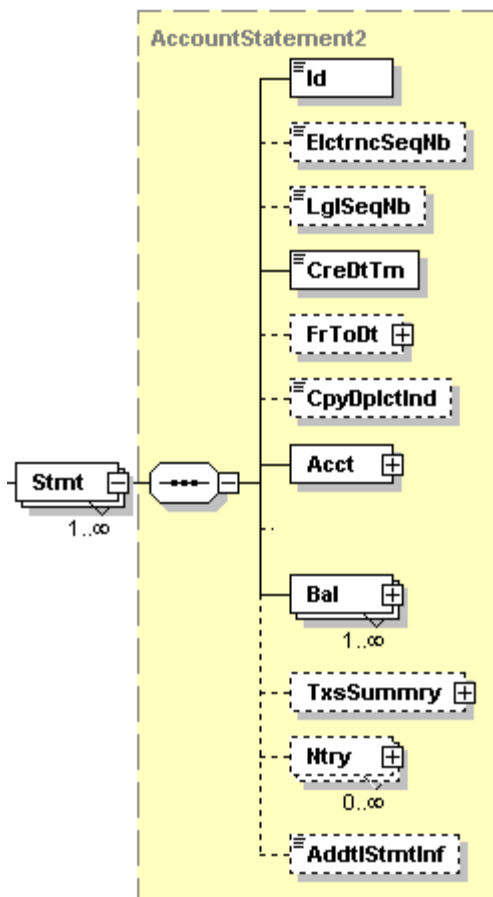 AccountStatement2
Id
ElctrncSeqNb
LglSeqNb
CreDtTm
FrToDt
CpyDplctInd
Acct
Stmt
1..∞
Bal
1..∞
TxsSummry
Ntry
0..∞
AddtlStmtInf